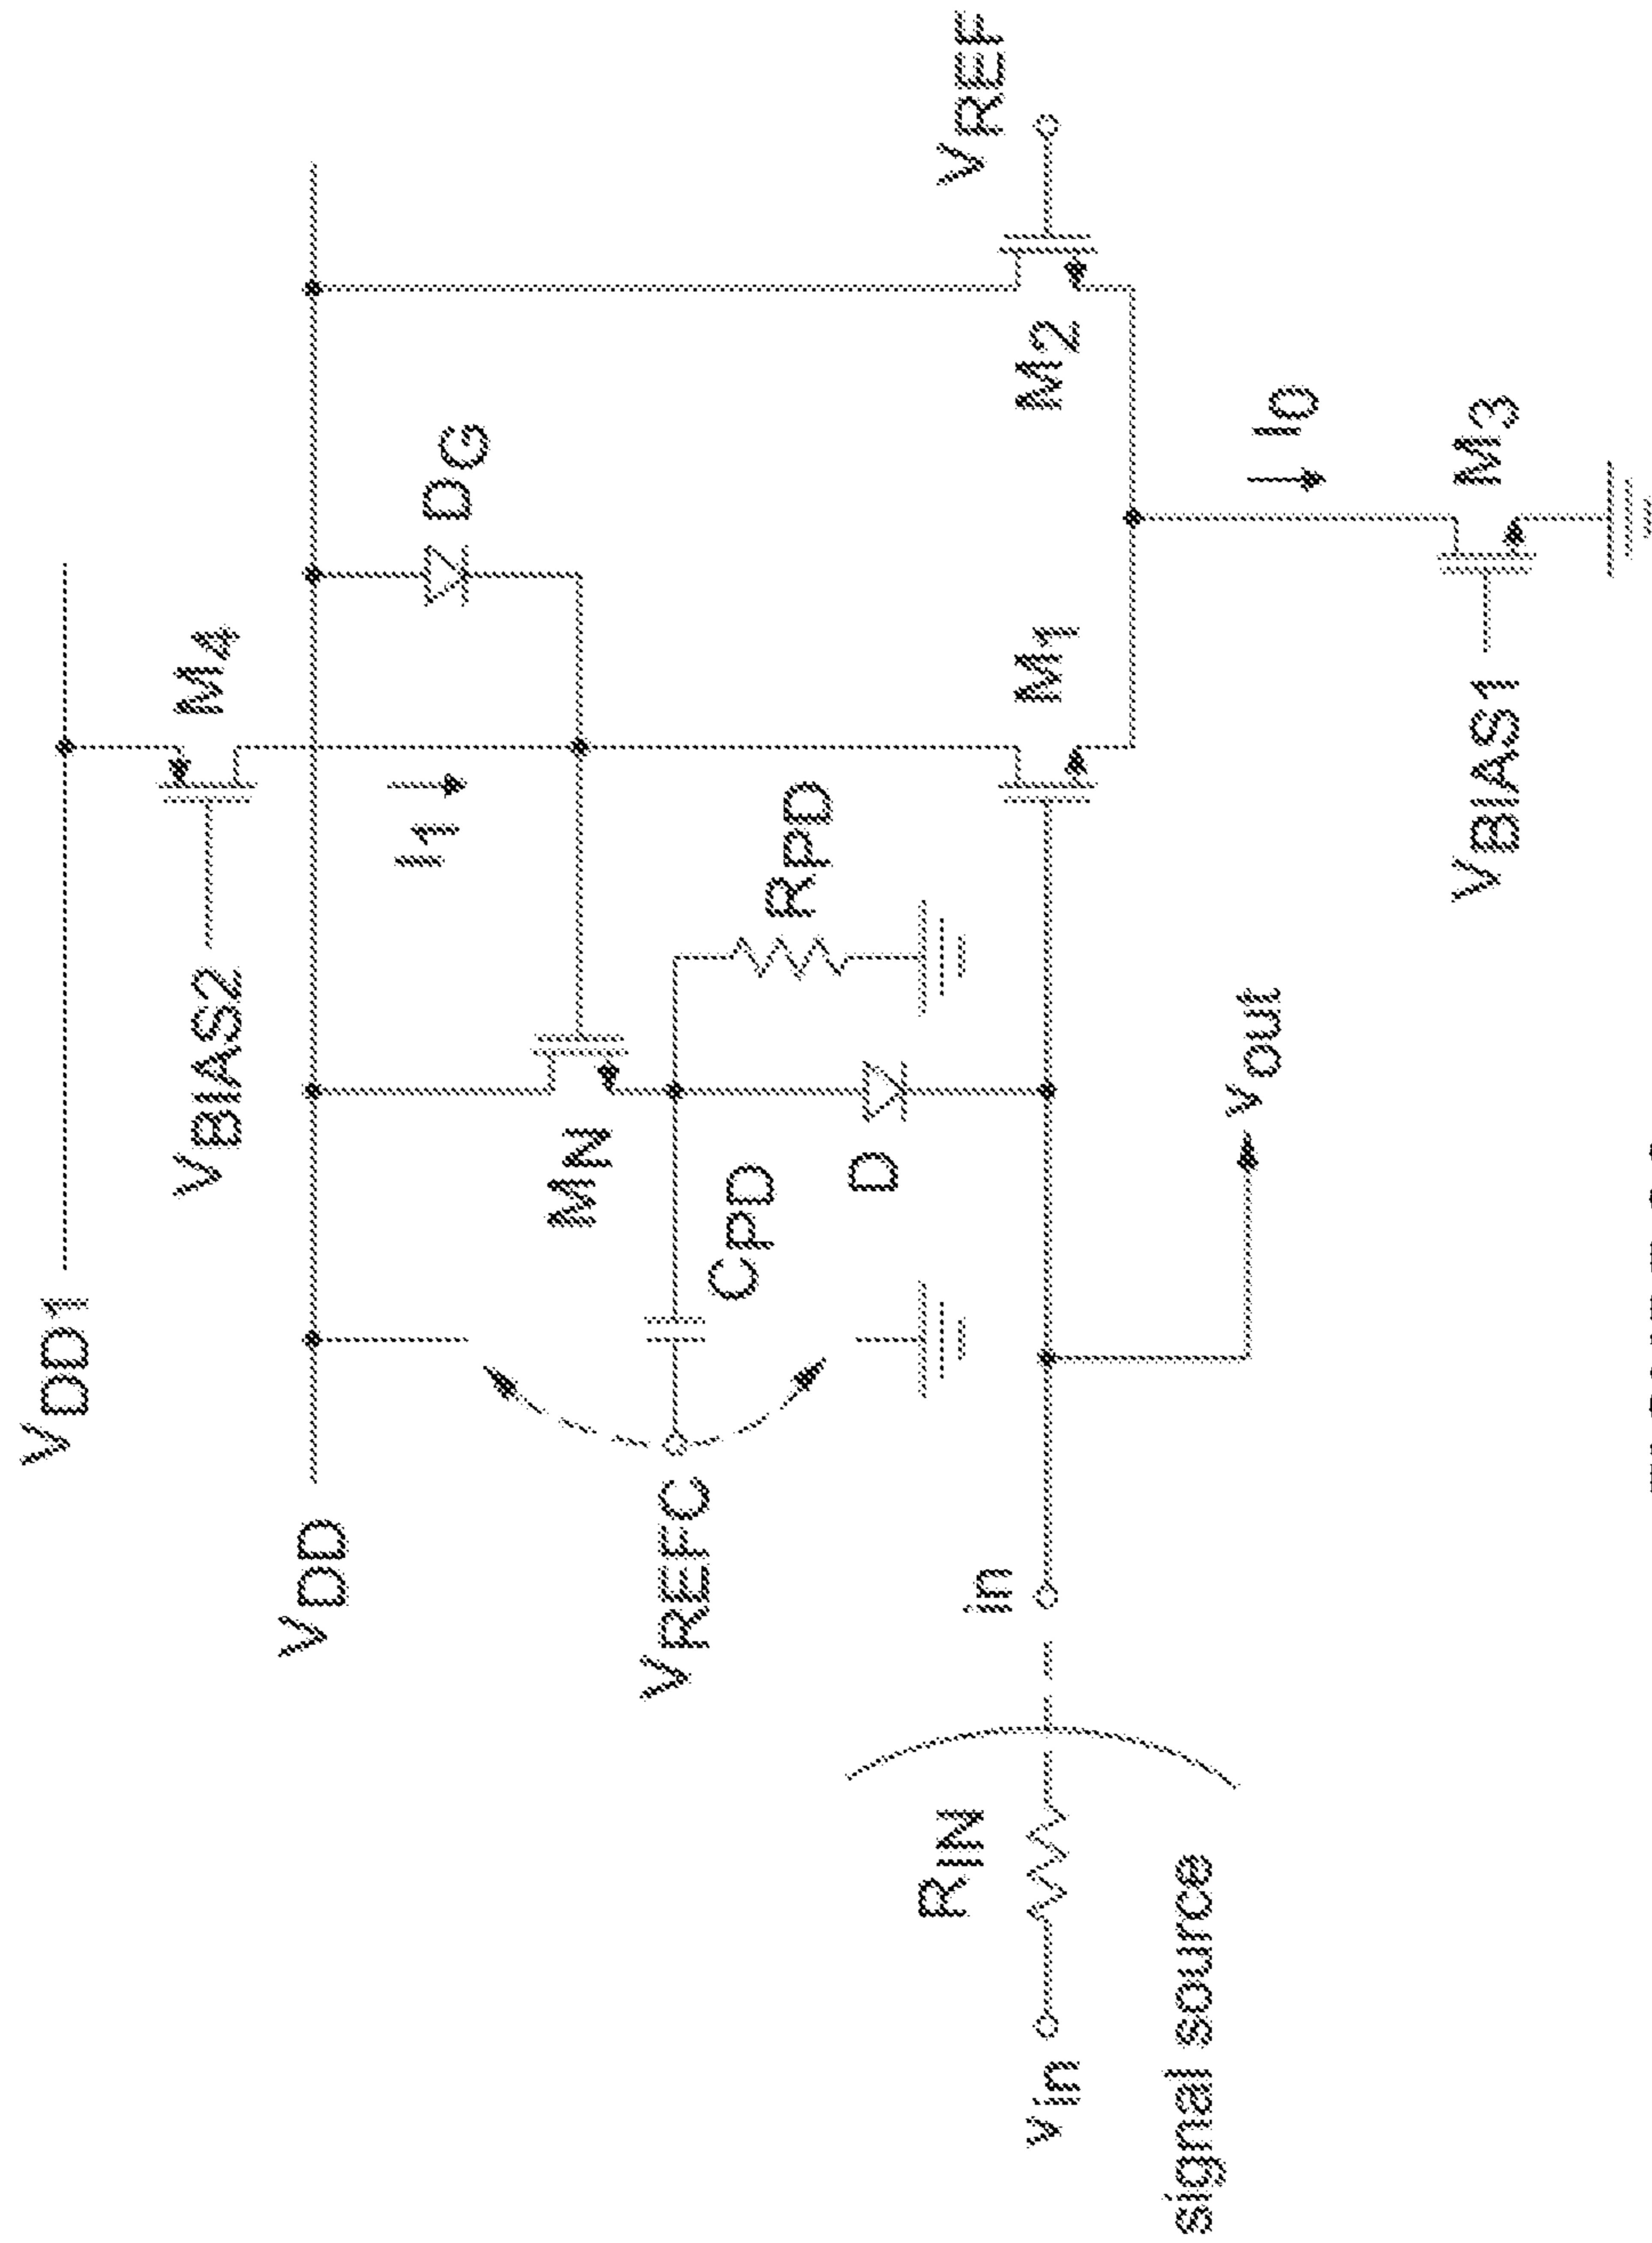 VDD1
VBIAS2
M4
VDD
I1
DG
MN
VREFC
CPD
RPD
D
in
M1
M2
VREF
RIN
vin
signal source
vout
I0
VBIAS1
M3